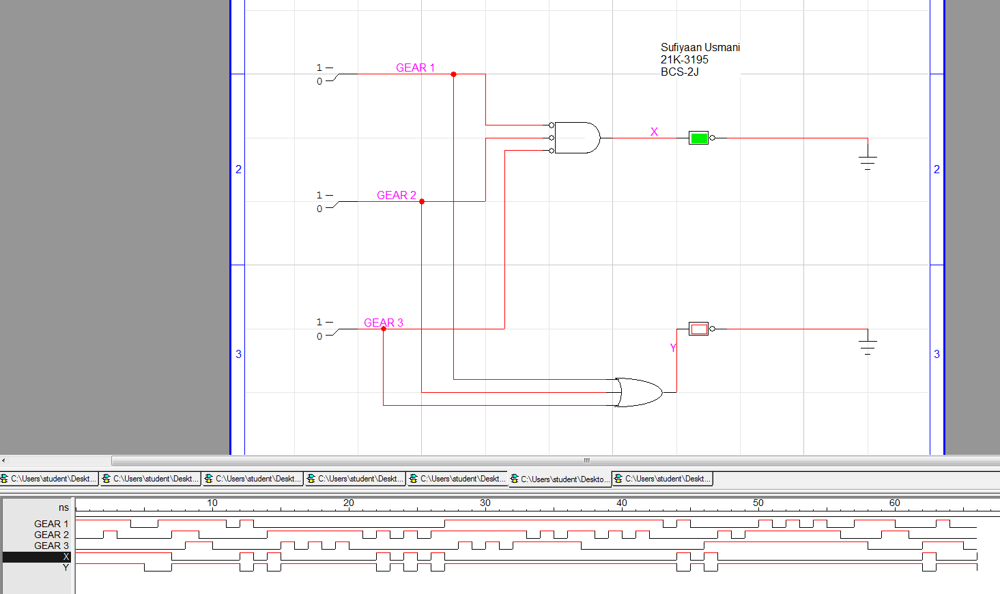 Sufiyaan Usmani
21K-3195
BCS-2J
1
GEAR 1
0
X
2
2
1
GEAR 2
0
1
GEAR 3
0
Y
3
3
C:\Users\student\Deskt...
C:\Users\student\Deskt...
C:\Users\student\Deskt...
C:\Users\student\Deskt...
C:\Users\student\Deskt...
C:\Users\student\Deskto...
C:\Users\student\Deskt...
ns 10 20 30 40 50 60
GEAR 1
GEAR 2
GEAR 3
X
Y